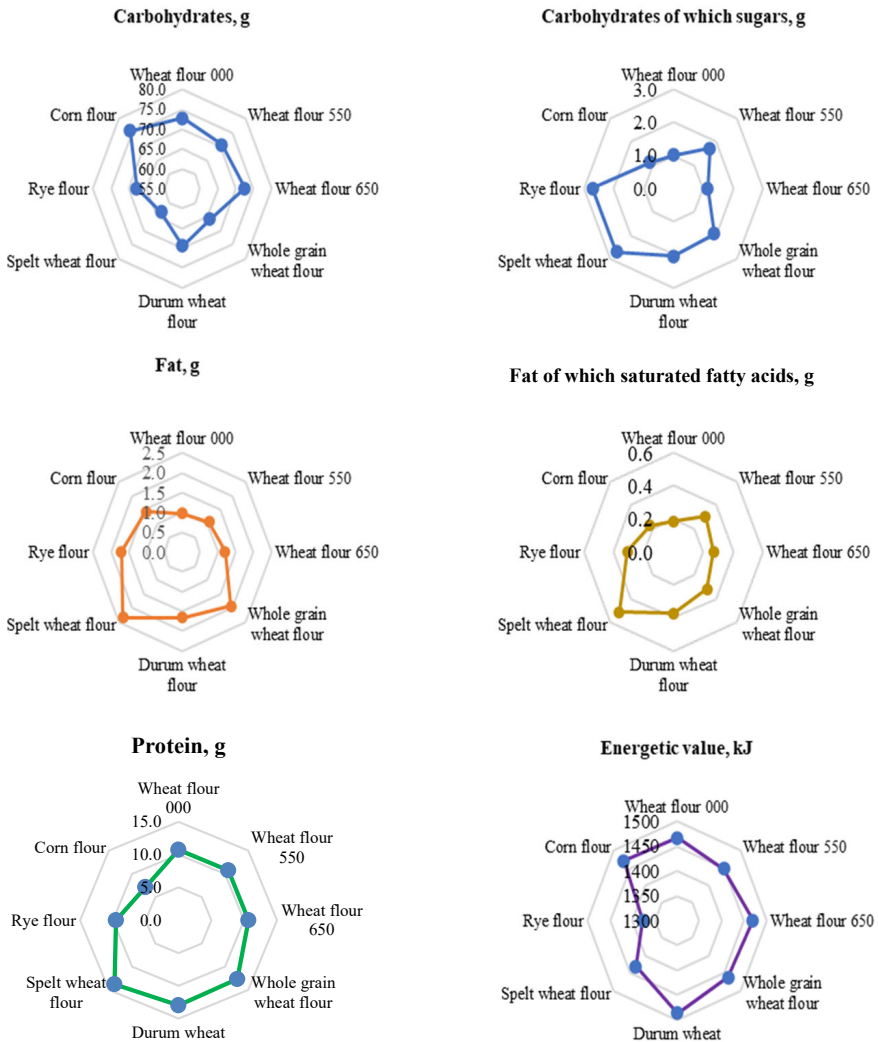 Carbohydrates, g
Wheat flour 000
80.0
75.0
70.0
65.0
60.0
55.0
Corn flour
Wheat flour 550
Rye flour
Wheat flour 650
Spelt wheat flour
Whole grain
wheat flour
Durum wheat
flour
Carbohydrates of which sugars, g
Wheat flour 000
3.0
2.0
1.0
0.0
Corn flour
Wheat flour 550
Rye flour
Wheat flour 650
Spelt wheat flour
Whole grain
wheat flour
Durum wheat
flour
Fat, g
Wheat flour 000
2.5
2.0
1.5
1.0
0.5
0.0
Corn flour
Wheat flour 550
Rye flour
Wheat flour 650
Spelt wheat flour
Whole grain
wheat flour
Durum wheat
flour
Fat of which saturated fatty acids, g
Wheat flour 000
0.6
0.4
0.2
0.0
Corn flour
Wheat flour 550
Rye flour
Wheat flour 650
Spelt wheat flour
Whole grain
wheat flour
Durum wheat
flour
Protein, g
Wheat flour
000
15.0
10.0
5.0
0.0
Corn flour
Wheat flour
550
Rye flour
Wheat flour
650
Spelt wheat
flour
Whole grain
wheat flour
Durum wheat
Energetic value, kJ
Wheat flour 000
1500
1450
1400
1350
1300
Corn flour
Wheat flour 550
Rye flour
Wheat flour 650
Spelt wheat flour
Whole grain
wheat flour
Durum wheat